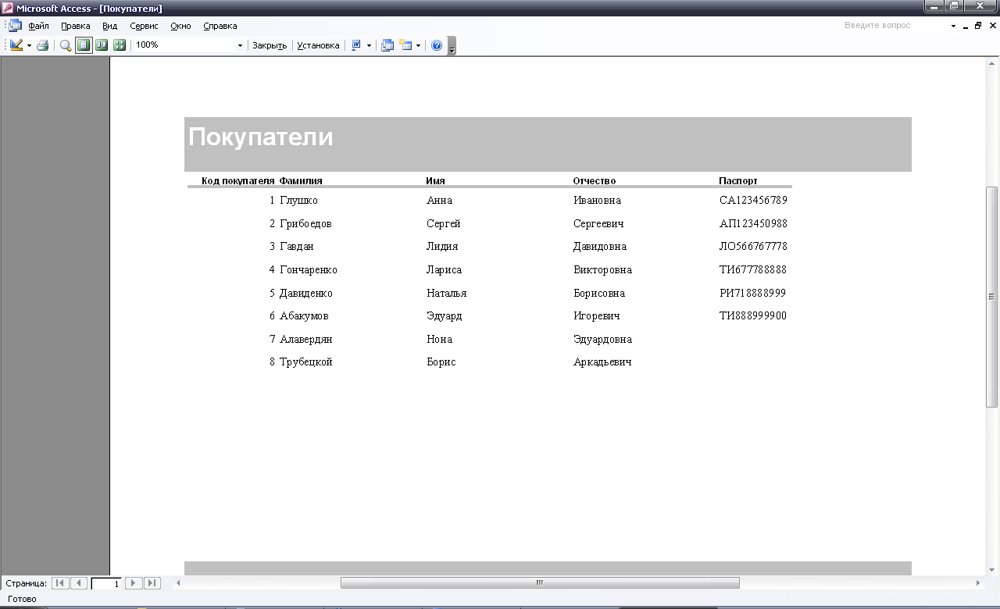 Microsoft Access - [Покупатели]
Файл Правка Вид Сервис Окно Справка Введите вопрос
100% Закрыть Установка
Покупатели
Код покупателя Фамилия Имя Отчество Паспорт
1 Глушко Анна Ивановна СА123456789
2 Грибоедов Сергей Сергеевич АП123450988
3 Гавдан Лидия Давидовна ЛО566767778
4 Гончаренко Лариса Викторовна ТИ677788888
5 Давиденко Наталья Борисовна РИ718888999
6 Абакумов Эдуард Игоревич ТИ888999900
7 Алавердян Нона Эдуардовна
8 Трубецкой Борис Аркадьевич
Страница: 1
Готово